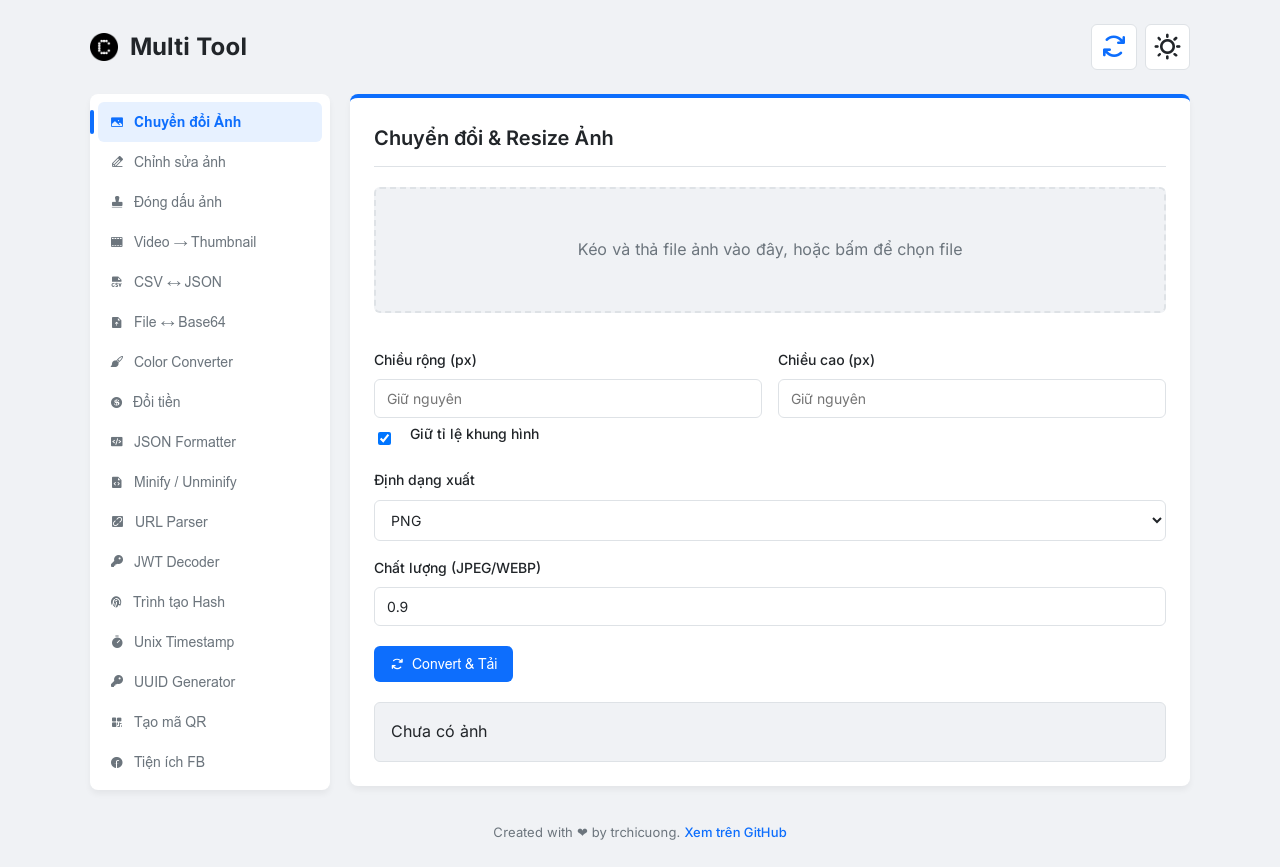 Multi Tool
Chuyển đổi Ảnh
Chỉnh sửa ảnh
Đóng dấu ảnh
Video → Thumbnail
CSV ↔ JSON
File ↔ Base64
Color Converter
Đổi tiền
JSON Formatter
Minify / Unminify
URL Parser
JWT Decoder
Trình tạo Hash
Unix Timestamp
UUID Generator
Tạo mã QR
Tiện ích FB
Chuyển đổi & Resize Ảnh
Kéo và thả file ảnh vào đây, hoặc bấm để chọn file
Chiều rộng (px)
Chiều cao (px)
Giữ nguyên
Giữ nguyên
Giữ tỉ lệ khung hình
Định dạng xuất
PNG
Chất lượng (JPEG/WEBP)
0.9
Convert & Tải
Chưa có ảnh
Created with ❤ by trchicuong. Xem trên GitHub